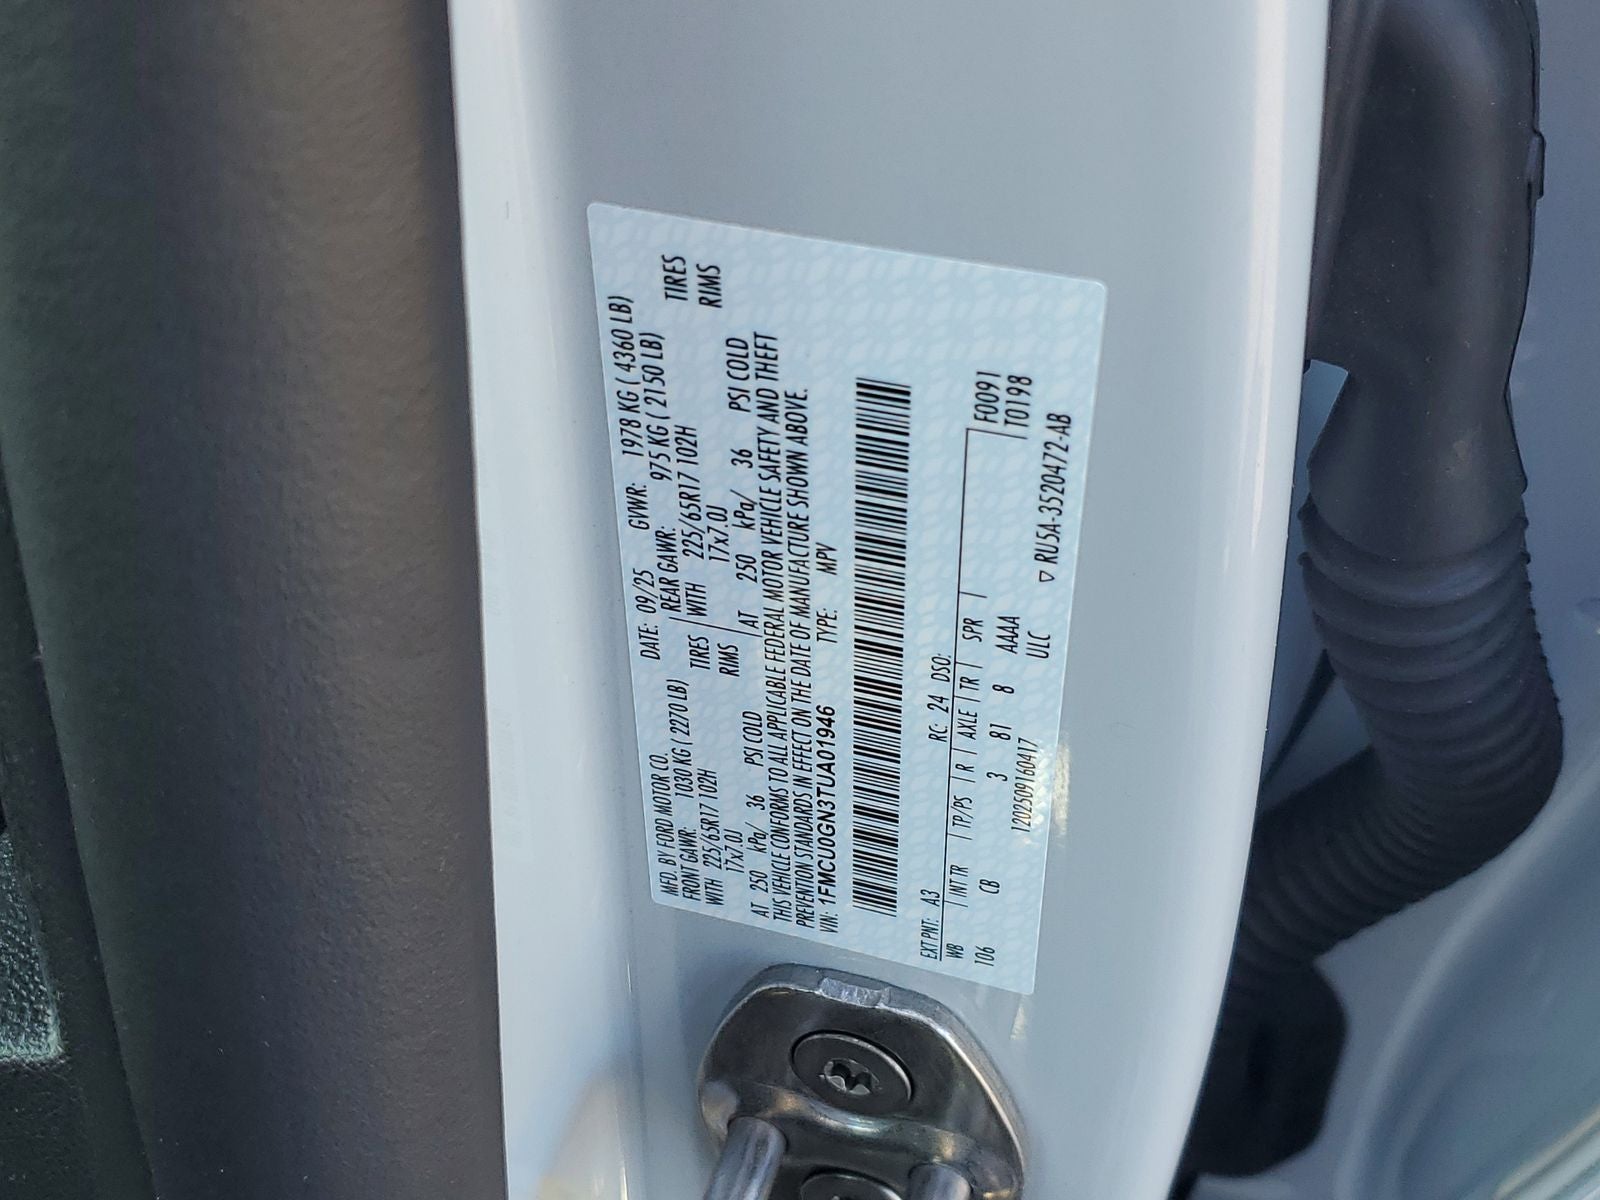 MFD. BY FORD MOTOR CO. DATE: 09/25 GVWR: 1978 KG ( 4360 LB)
FRONT GAWR: 1030 KG ( 2270 LB) REAR GAWR: 975 KG ( 2150 LB)
WITH 225/65R17 102H TIRES WITH 225/65R17 102H TIRES
17x7.0J RIMS 17x7.0J RIMS
AT 250 kPa/ 36 PSI COLD AT 250 kPa/ 36 PSI COLD
THIS VEHICLE CONFORMS TO ALL APPLICABLE FEDERAL MOTOR VEHICLE SAFETY AND THEFT
PREVENTION STANDARDS IN EFFECT ON THE DATE OF MANUFACTURE SHOWN ABOVE.
VIN: 1FMCU0GN3TUA01946 TYPE: MPV
EXT PNT: A3 RC: 24 DSO:
WB INT TR TP/PS R AXLE TR SPR F0091
106 CB 3 81 8 AAAA T0198
1202509160417 ULC
▽ RU5A-3520472-AB